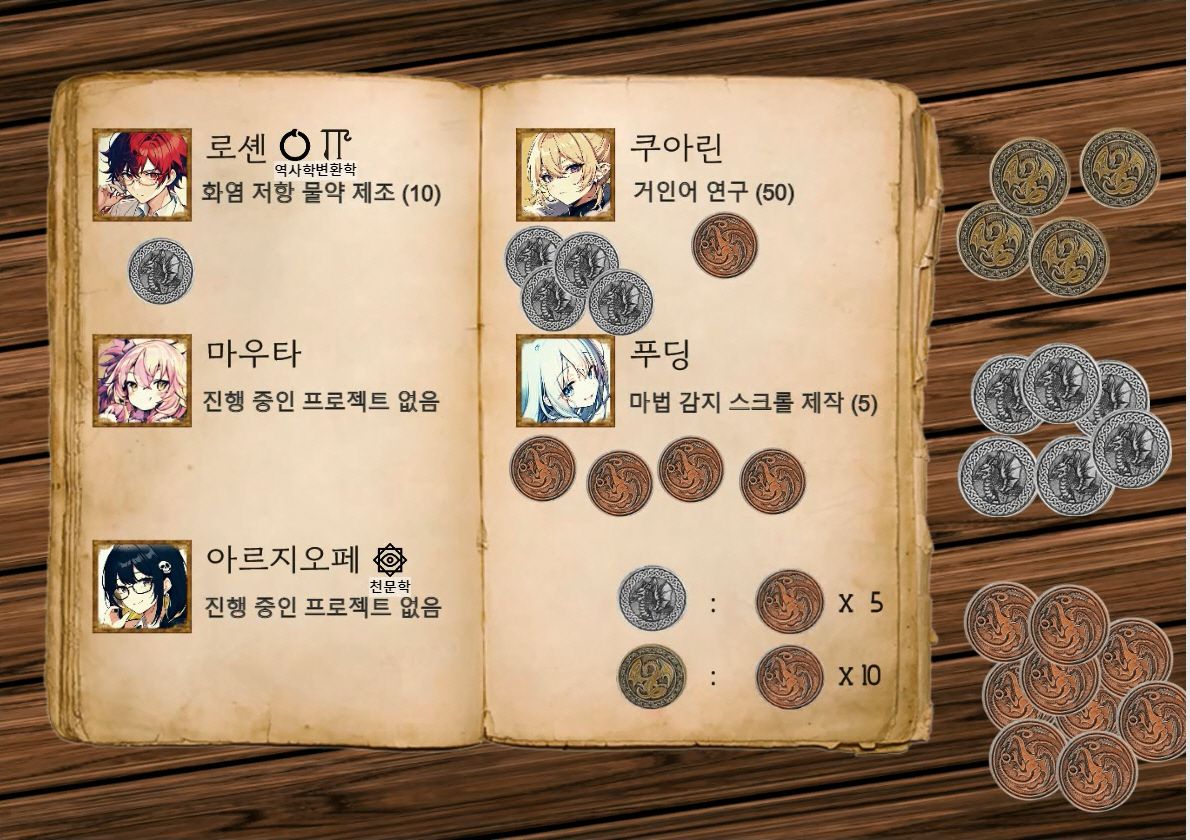 로셴
역사학변환학
화염 저항 물약 제조 (10)
마우타
진행 중인 프로젝트 없음
아르지오페
천문학
진행 중인 프로젝트 없음
쿠아린
거인어 연구 (50)
푸딩
마법 감지 스크롤 제작 (5)
: X 5
: X 10